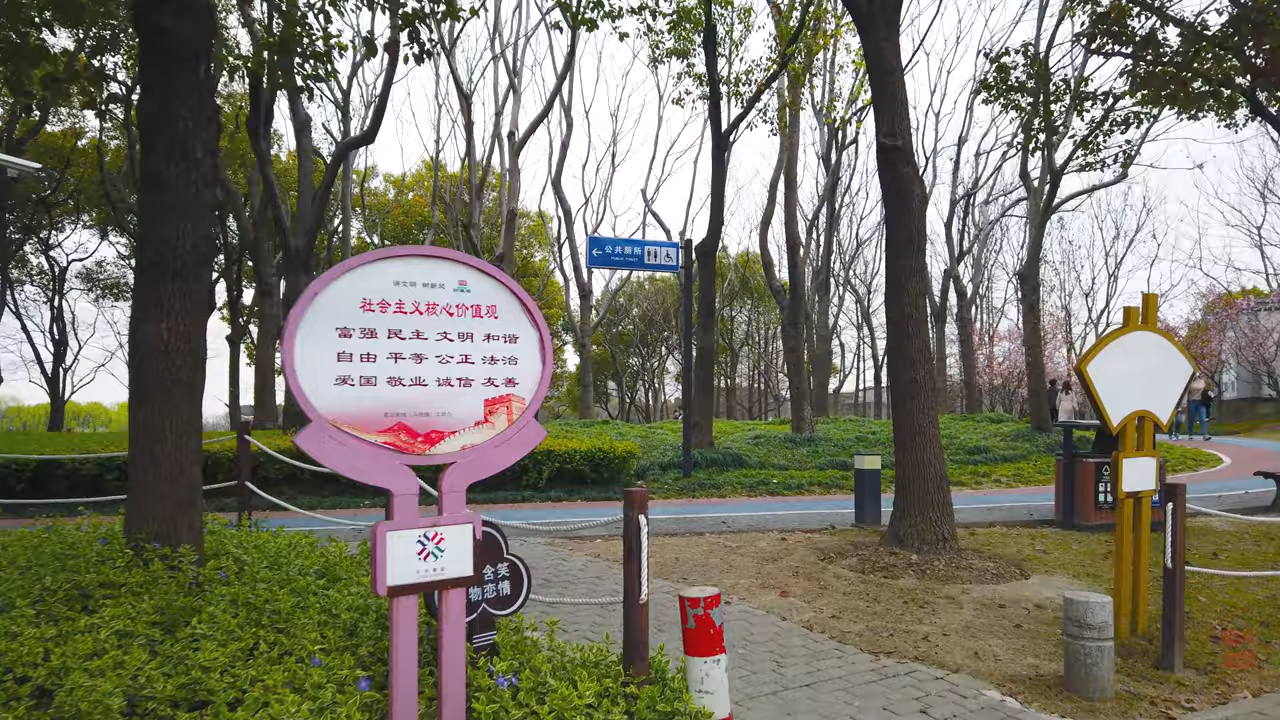 讲文明 树新风
社会主义核心价值观
富强 民主 文明 和谐
自由 平等 公正 法治
爱国 敬业 诚信 友善
公共厕所
PUBLIC TOILET
含笑
物恋情